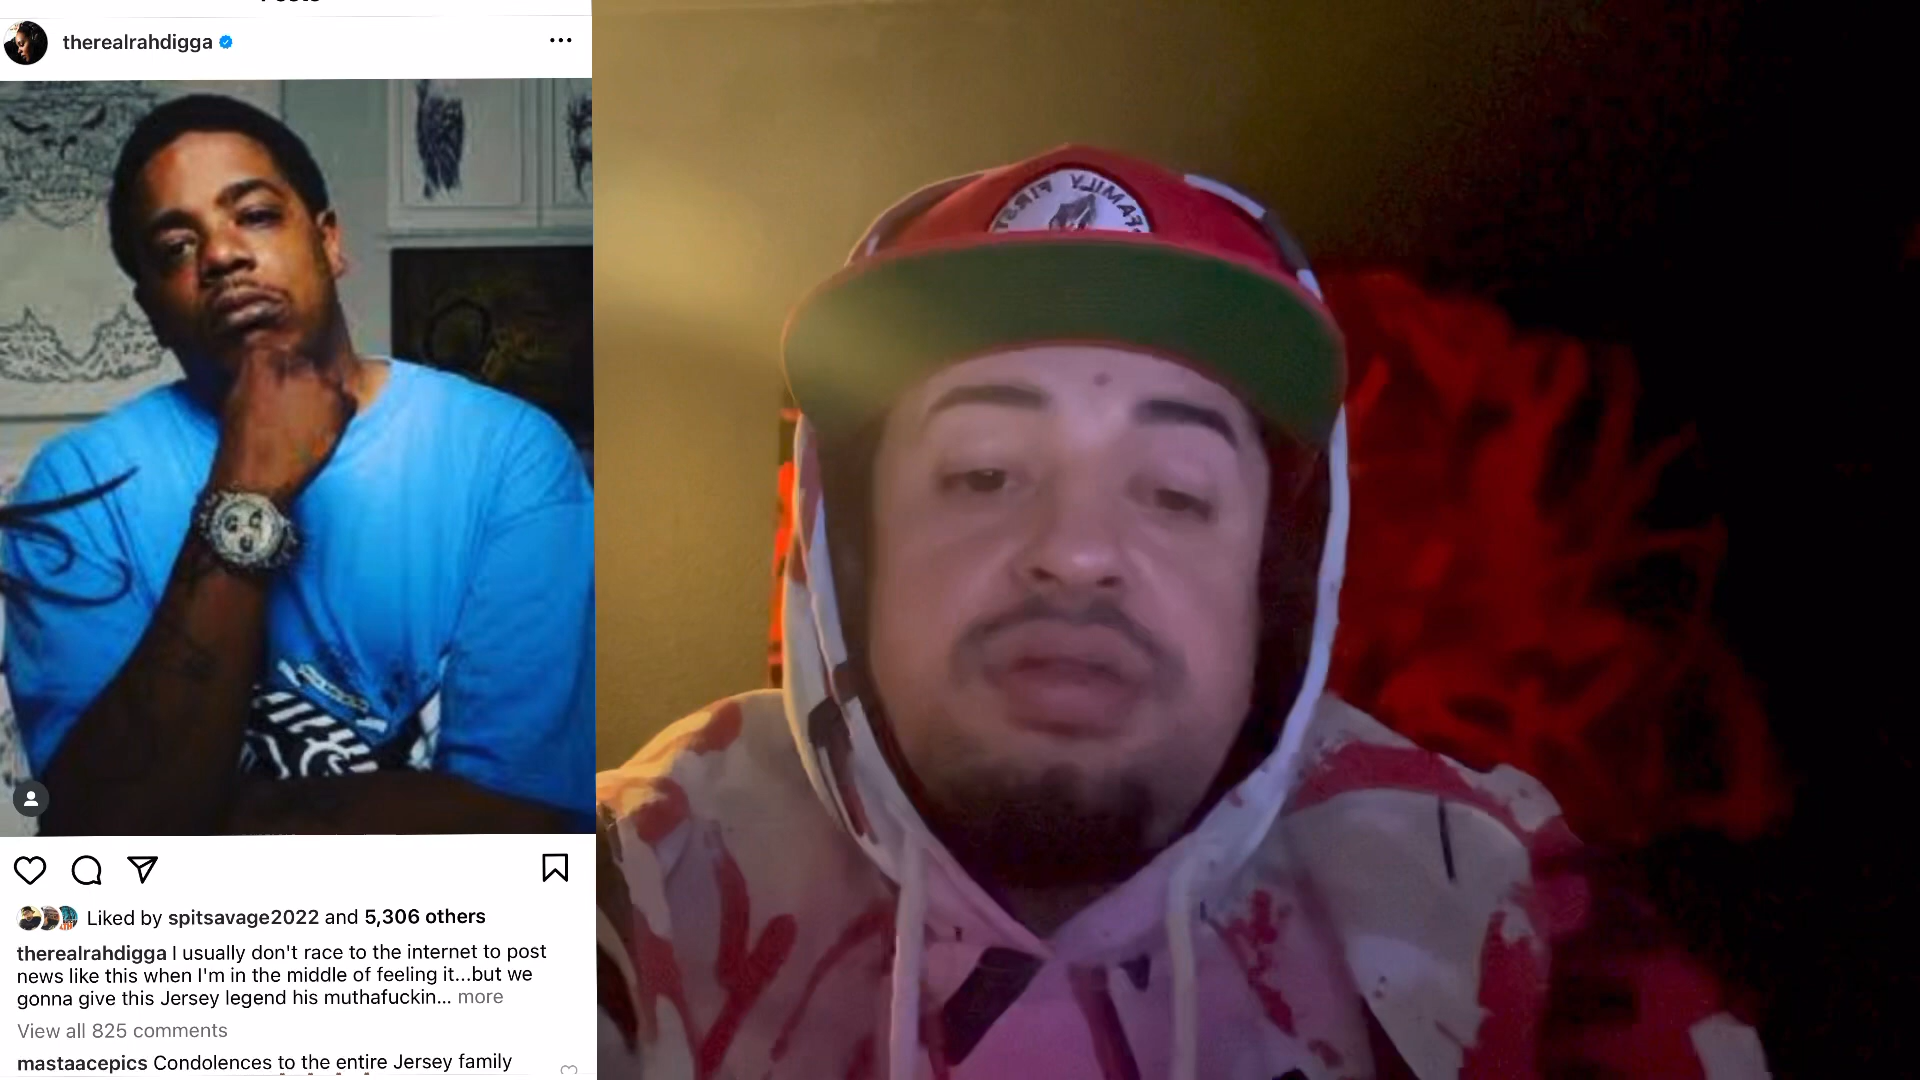 therealrahdigga
Liked by spitsavage2022 and 5,306 others
therealrahdigga I usually don't race to the internet to post
news like this when I'm in the middle of feeling it...but we
gonna give this Jersey legend his muthafuckin... more
View all 825 comments
mastaacepics Condolences to the entire Jersey family
FAMILY FIRST